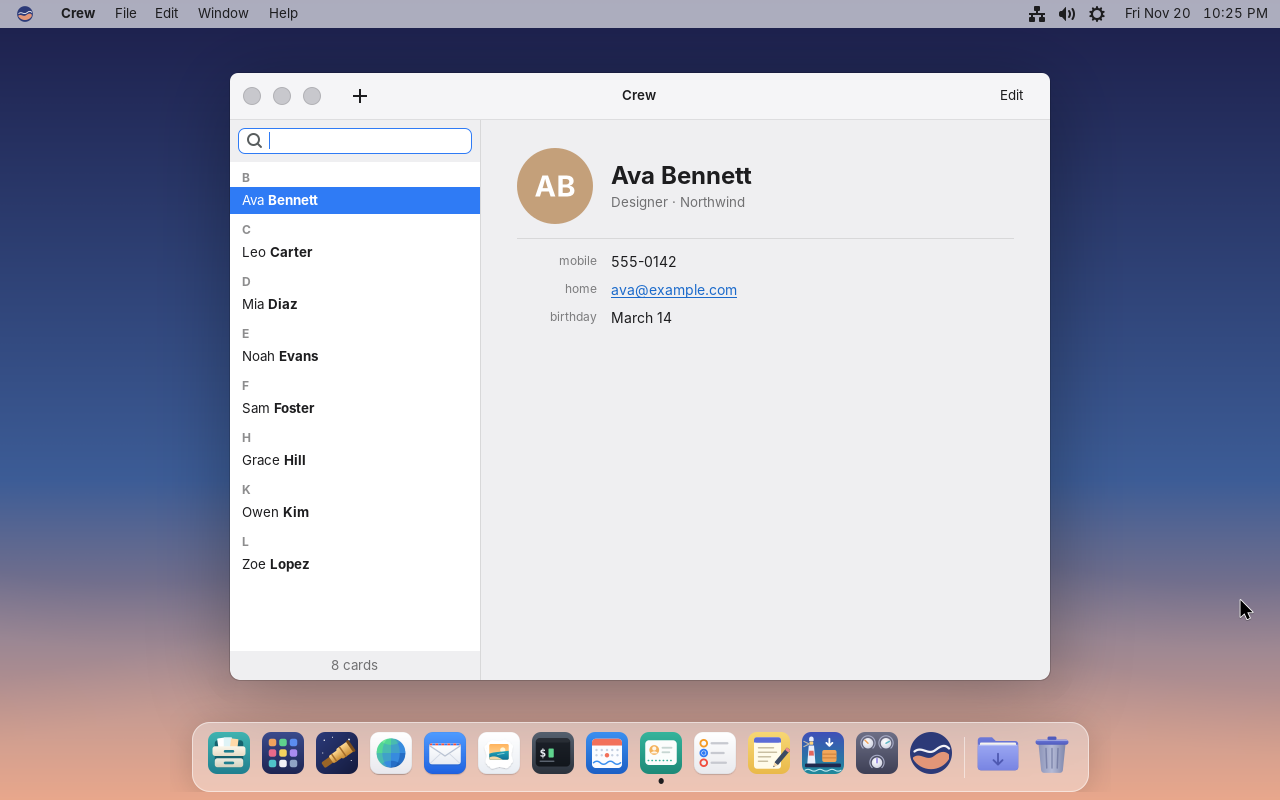 Crew File Edit Window Help Fri Nov 20 10:25 PM
Crew Edit
B
Ava Bennett
C
Leo Carter
D
Mia Diaz
E
Noah Evans
F
Sam Foster
H
Grace Hill
K
Owen Kim
L
Zoe Lopez
8 cards
AB
Ava Bennett
Designer · Northwind
mobile 555-0142
home ava@example.com
birthday March 14
$